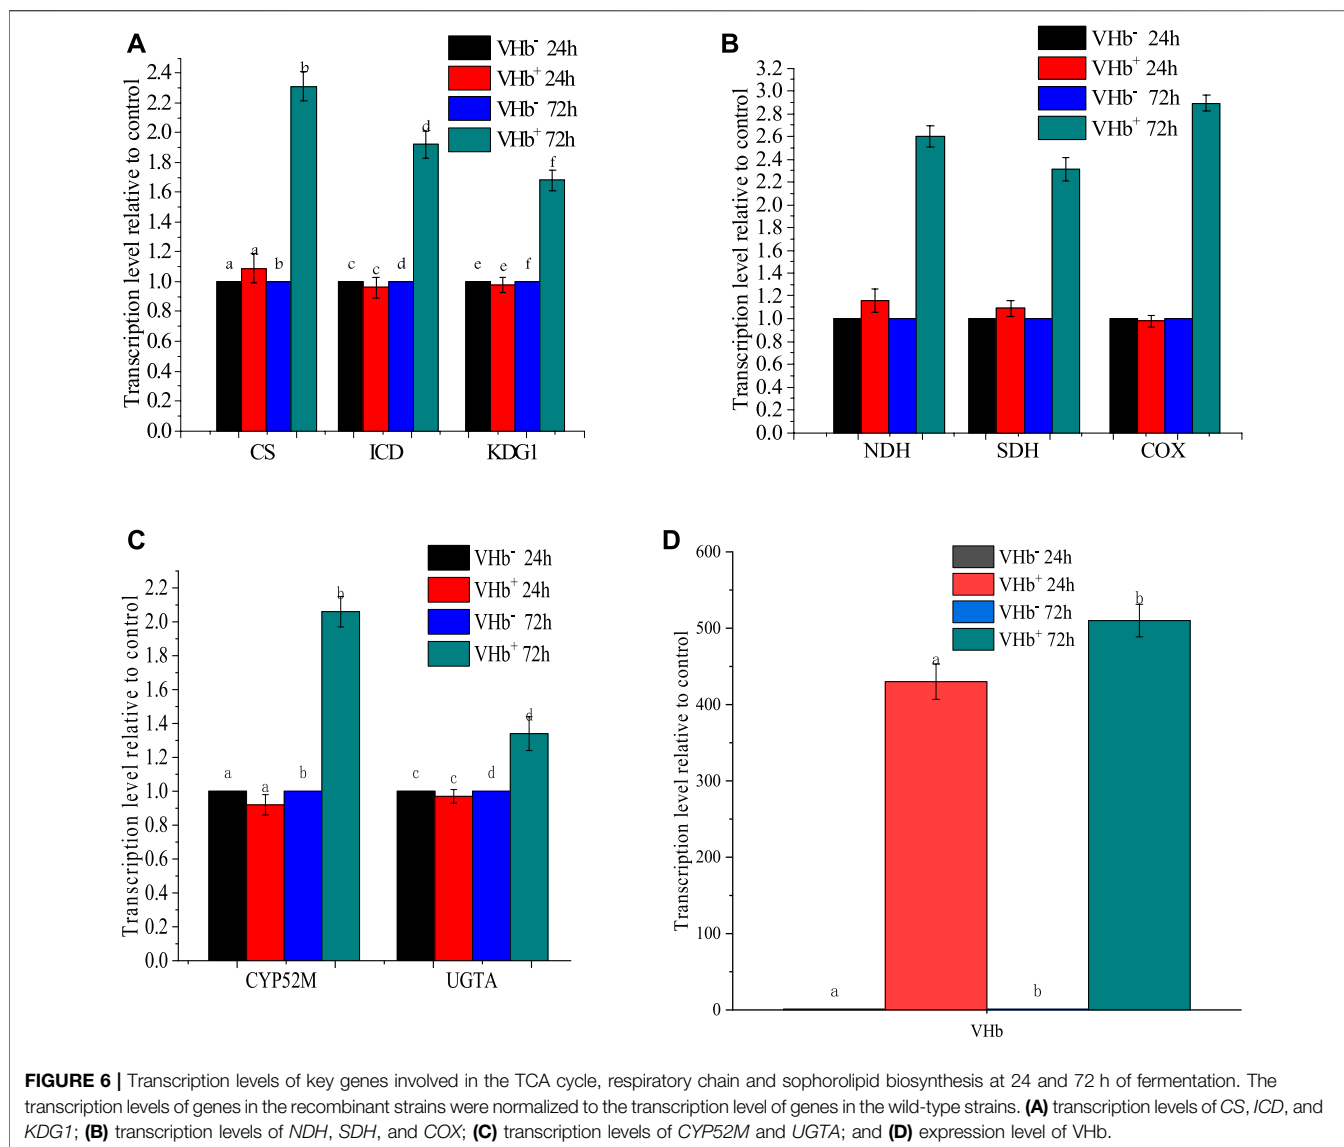 A
VHb⁻ 24h
VHb⁺ 24h
VHb⁻ 72h
VHb⁺ 72h
Transcription level relative to control
2.4
2.2
2.0
1.8
1.6
1.4
1.2
1.0
0.8
0.6
0.4
0.2
0.0
a a b b
c c d d
e e f f
CS ICD KDG1
B
VHb⁻ 24h
VHb⁺ 24h
VHb⁻ 72h
VHb⁺ 72h
Transcription level relative to control
3.2
3.0
2.8
2.6
2.4
2.2
2.0
1.8
1.6
1.4
1.2
1.0
0.8
0.6
0.4
0.2
0.0
NDH SDH COX
C
VHb⁻ 24h
VHb⁺ 24h
VHb⁻ 72h
VHb⁺ 72h
Transcription level relative to control
2.2
2.0
1.8
1.6
1.4
1.2
1.0
0.8
0.6
0.4
0.2
0.0
a a b b
c c d d
CYP52M UGTA
D
VHb⁻ 24h
VHb⁺ 24h
VHb⁻ 72h
VHb⁺ 72h
Transcription level relative to control
600
500
400
300
200
100
0
a a b b
VHb
FIGURE 6 | Transcription levels of key genes involved in the TCA cycle, respiratory chain and sophorolipid biosynthesis at 24 and 72 h of fermentation. The
transcription levels of genes in the recombinant strains were normalized to the transcription level of genes in the wild-type strains. (A) transcription levels of CS, ICD, and
KDG1; (B) transcription levels of NDH, SDH, and COX; (C) transcription levels of CYP52M and UGTA; and (D) expression level of VHb.